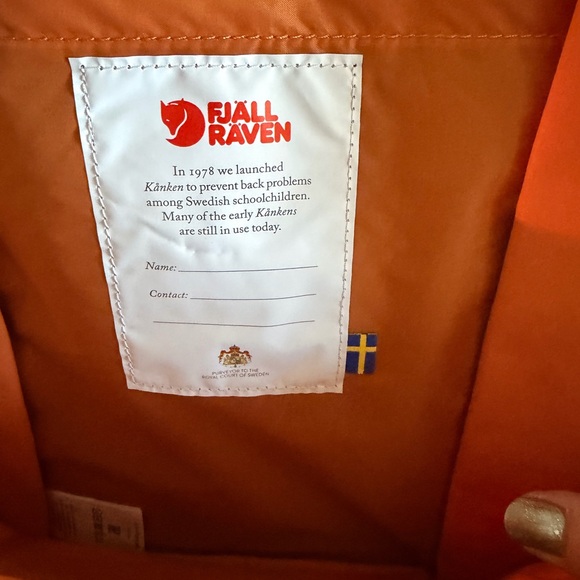 FJÄLL
RÄVEN
In 1978 we launched
Kånken to prevent back problems
among Swedish schoolchildren.
Many of the early Kånkens
are still in use today.
Name:
Contact:
PURVEYOR TO THE
ROYAL COURT OF SWEDEN